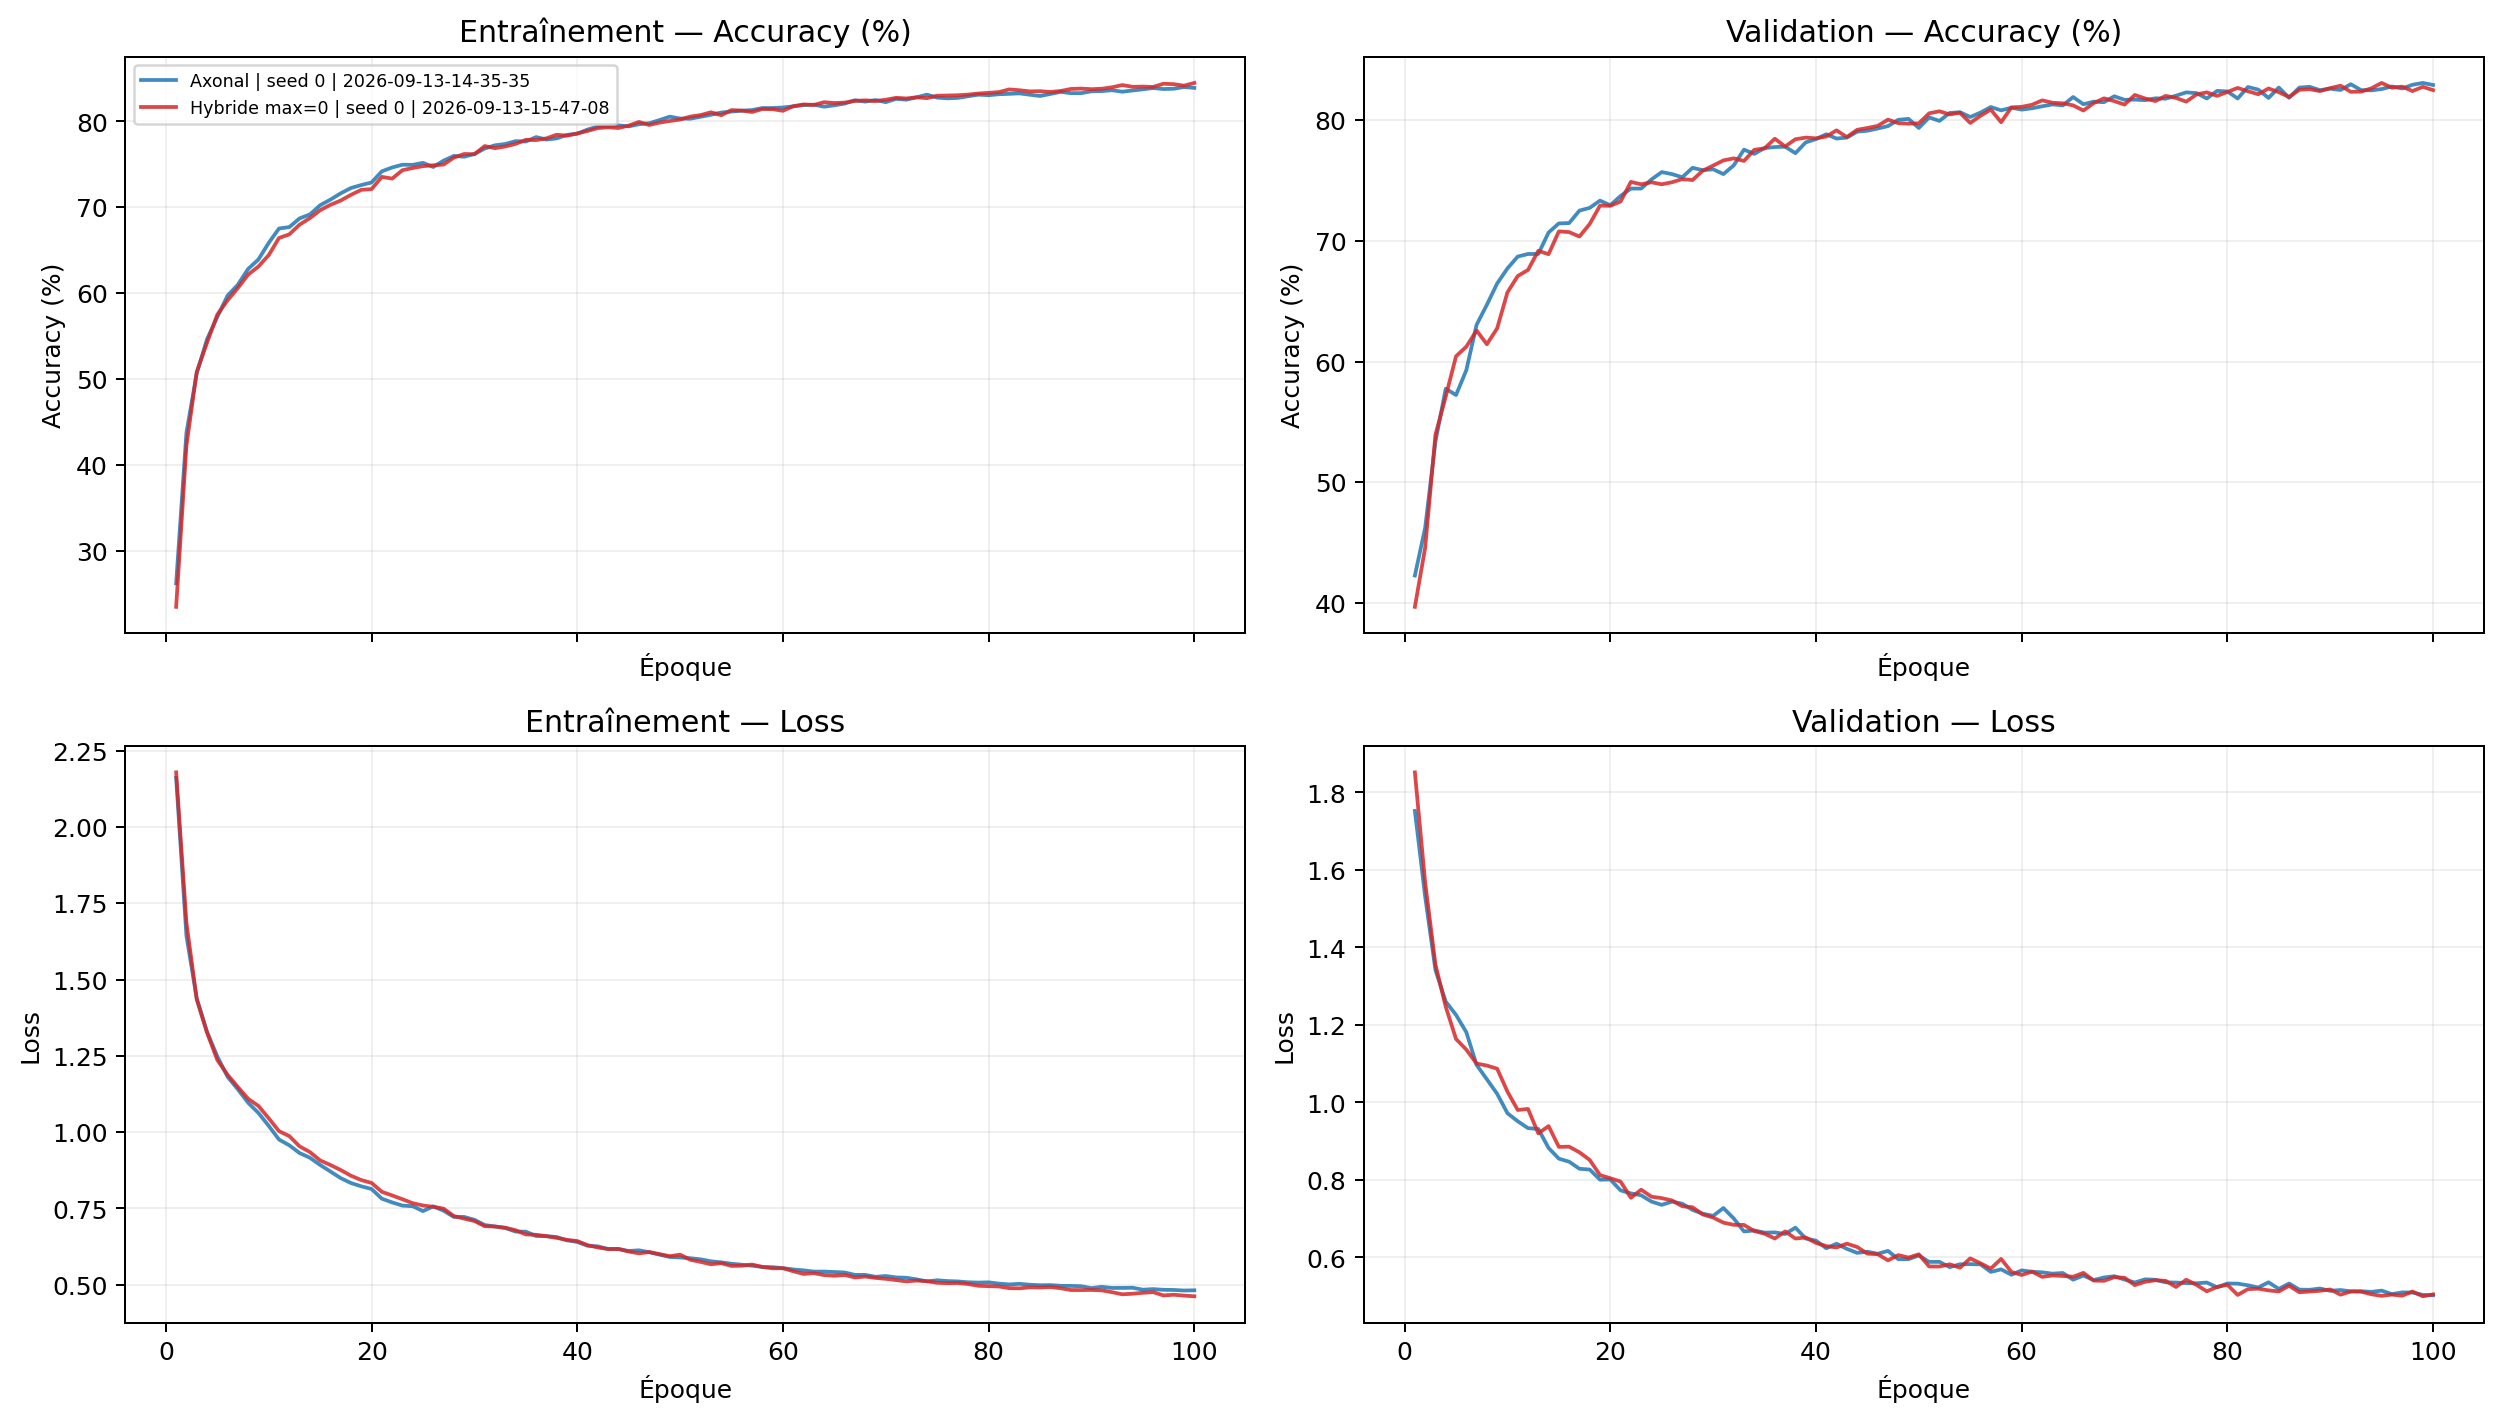 Entraînement — Accuracy (%)
Axonal | seed 0 | 2026-09-13-14-35-35
Hybride max=0 | seed 0 | 2026-09-13-15-47-08
Accuracy (%)
80
70
60
50
40
30
Époque
Validation — Accuracy (%)
Accuracy (%)
80
70
60
50
40
Époque
Entraînement — Loss
Loss
2.25
2.00
1.75
1.50
1.25
1.00
0.75
0.50
0 20 40 60 80 100
Époque
Validation — Loss
Loss
1.8
1.6
1.4
1.2
1.0
0.8
0.6
0 20 40 60 80 100
Époque